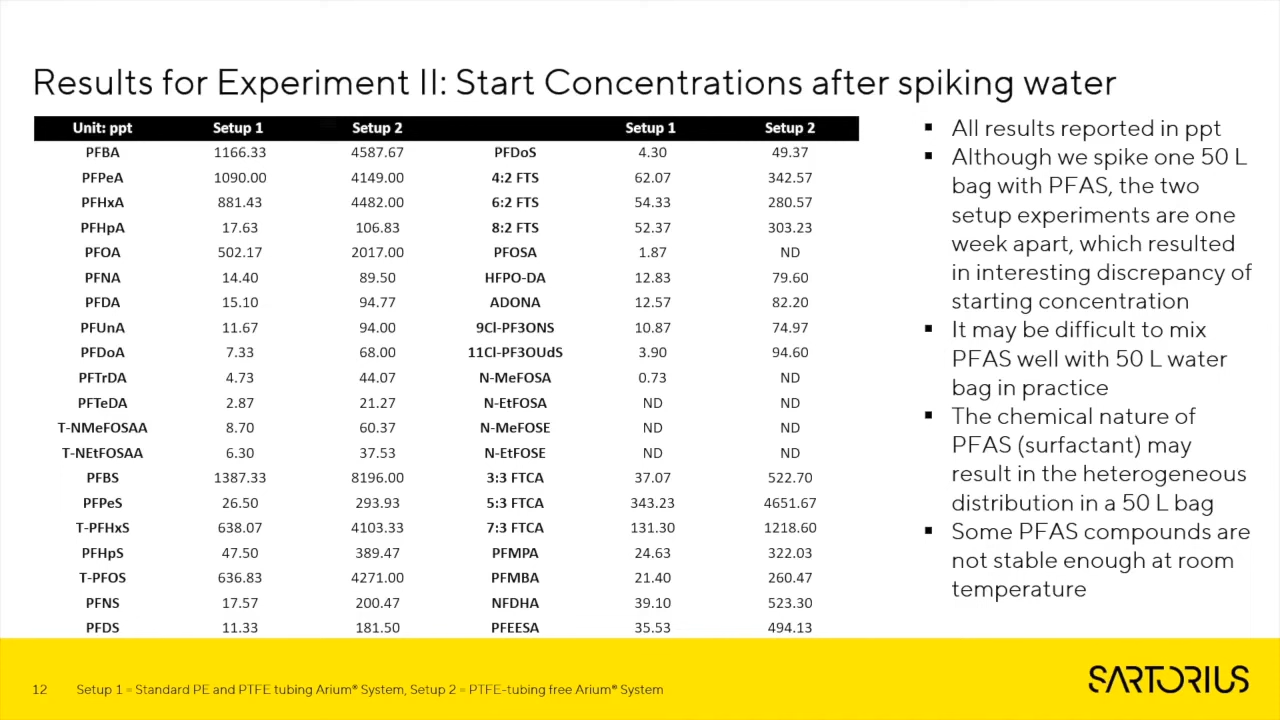 Results for Experiment II: Start Concentrations after spiking water
Unit: ppt Setup 1 Setup 2 Setup 1 Setup 2
PFBA 1166.33 4587.67 PFDoS 4.30 49.37
PFPeA 1090.00 4149.00 4:2 FTS 62.07 342.57
PFHxA 881.43 4482.00 6:2 FTS 54.33 280.57
PFHpA 17.63 106.83 8:2 FTS 52.37 303.23
PFOA 502.17 2017.00 PFOSA 1.87 ND
PFNA 14.40 89.50 HFPO-DA 12.83 79.60
PFDA 15.10 94.77 ADONA 12.57 82.20
PFUnA 11.67 94.00 9Cl-PF3ONS 10.87 74.97
PFDoA 7.33 68.00 11Cl-PF3OUdS 3.90 94.60
PFTrDA 4.73 44.07 N-MeFOSA 0.73 ND
PFTeDA 2.87 21.27 N-EtFOSA ND ND
T-NMeFOSAA 8.70 60.37 N-MeFOSE ND ND
T-NEtFOSAA 6.30 37.53 N-EtFOSE ND ND
PFBS 1387.33 8196.00 3:3 FTCA 37.07 522.70
PFPeS 26.50 293.93 5:3 FTCA 343.23 4651.67
T-PFHxS 638.07 4103.33 7:3 FTCA 131.30 1218.60
PFHpS 47.50 389.47 PFMPA 24.63 322.03
T-PFOS 636.83 4271.00 PFMBA 21.40 260.47
PFNS 17.57 200.47 NFDHA 39.10 523.30
PFDS 11.33 181.50 PFEESA 35.53 494.13
▪ All results reported in ppt
▪ Although we spike one 50 L
bag with PFAS, the two
setup experiments are one
week apart, which resulted
in interesting discrepancy of
starting concentration
▪ It may be difficult to mix
PFAS well with 50 L water
bag in practice
▪ The chemical nature of
PFAS (surfactant) may
result in the heterogeneous
distribution in a 50 L bag
▪ Some PFAS compounds are
not stable enough at room
temperature
12 Setup 1 = Standard PE and PTFE tubing Arium® System, Setup 2 = PTFE-tubing free Arium® System
SARTORIUS